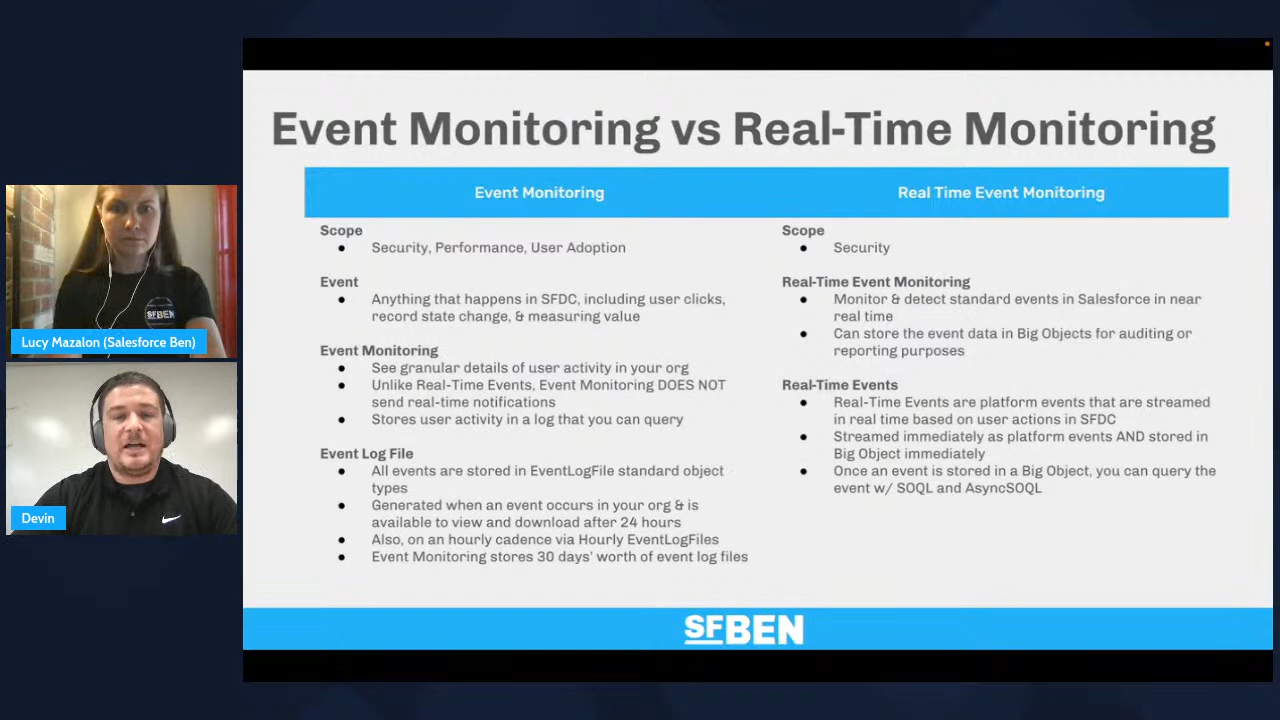 Event Monitoring vs Real-Time Monitoring
Event Monitoring
Real Time Event Monitoring
Scope
● Security, Performance, User Adoption
Event
● Anything that happens in SFDC, including user clicks,
record state change, & measuring value
Event Monitoring
● See granular details of user activity in your org
● Unlike Real-Time Events, Event Monitoring DOES NOT
send real-time notifications
● Stores user activity in a log that you can query
Event Log File
● All events are stored in EventLogFile standard object
types
● Generated when an event occurs in your org & is
available to view and download after 24 hours
● Also, on an hourly cadence via Hourly EventLogFiles
● Event Monitoring stores 30 days' worth of event log files
Scope
● Security
Real-Time Event Monitoring
● Monitor & detect standard events in Salesforce in near
real time
● Can store the event data in Big Objects for auditing or
reporting purposes
Real-Time Events
● Real-Time Events are platform events that are streamed
in real time based on user actions in SFDC
● Streamed immediately as platform events AND stored in
Big Object immediately
● Once an event is stored in a Big Object, you can query the
event w/ SOQL and AsyncSOQL
SFBEN
SFBEN
Lucy Mazalon (Salesforce Ben)
Devin